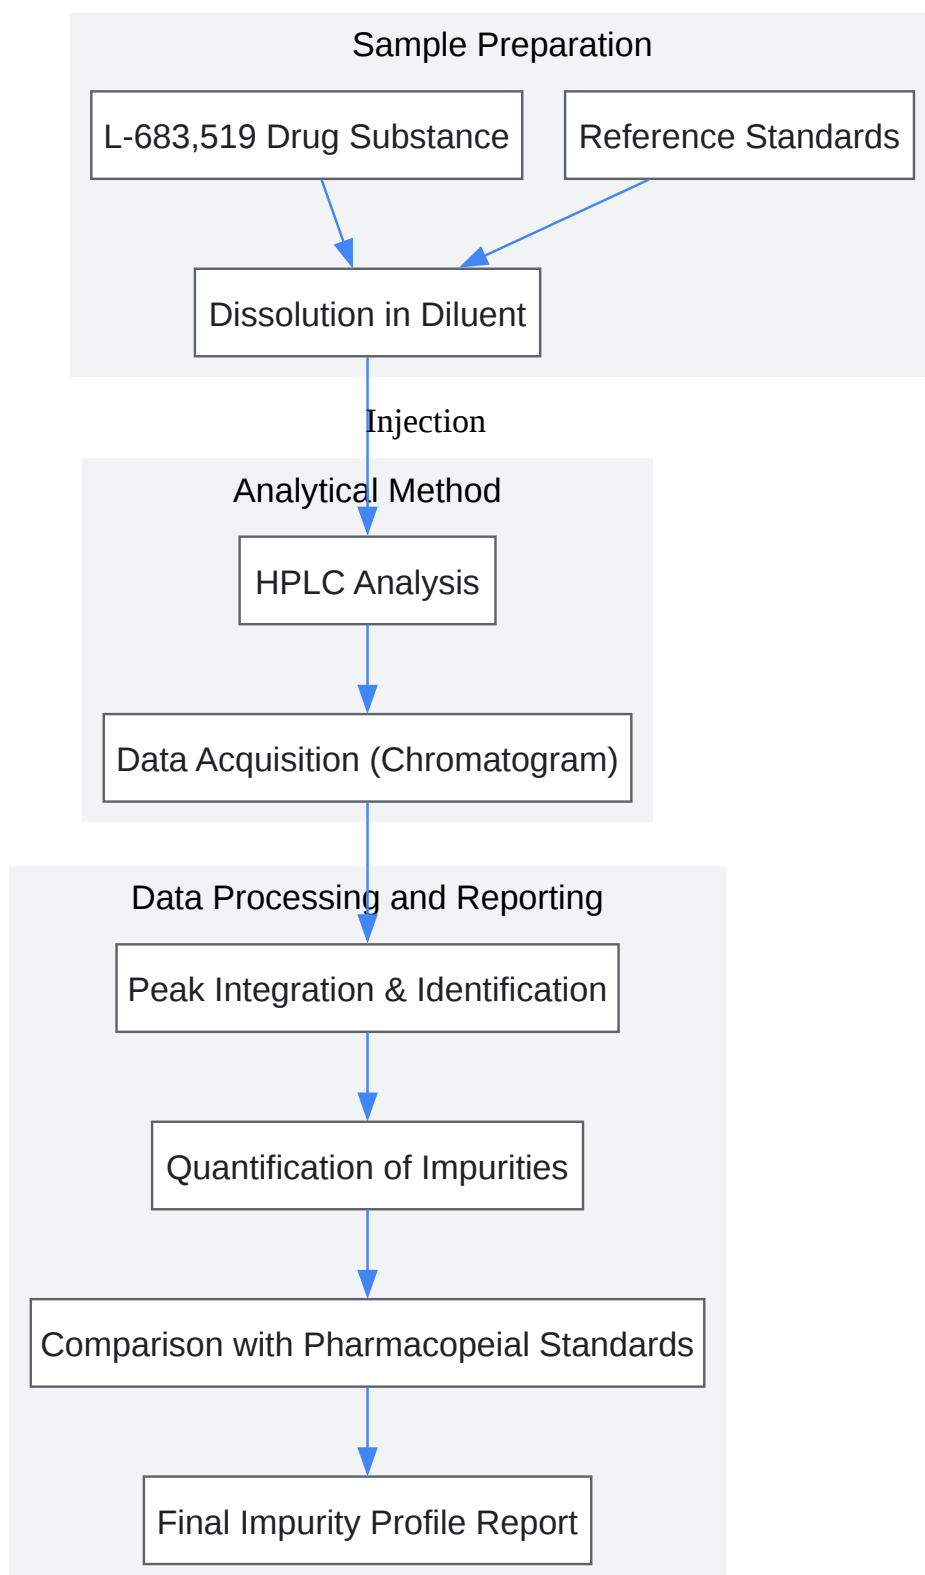 Sample Preparation
L-683,519 Drug Substance
Reference Standards
Dissolution in Diluent
Injection
Analytical Method
HPLC Analysis
Data Acquisition (Chromatogram)
Data Processing and Reporting
Peak Integration & Identification
Quantification of Impurities
Comparison with Pharmacopeial Standards
Final Impurity Profile Report